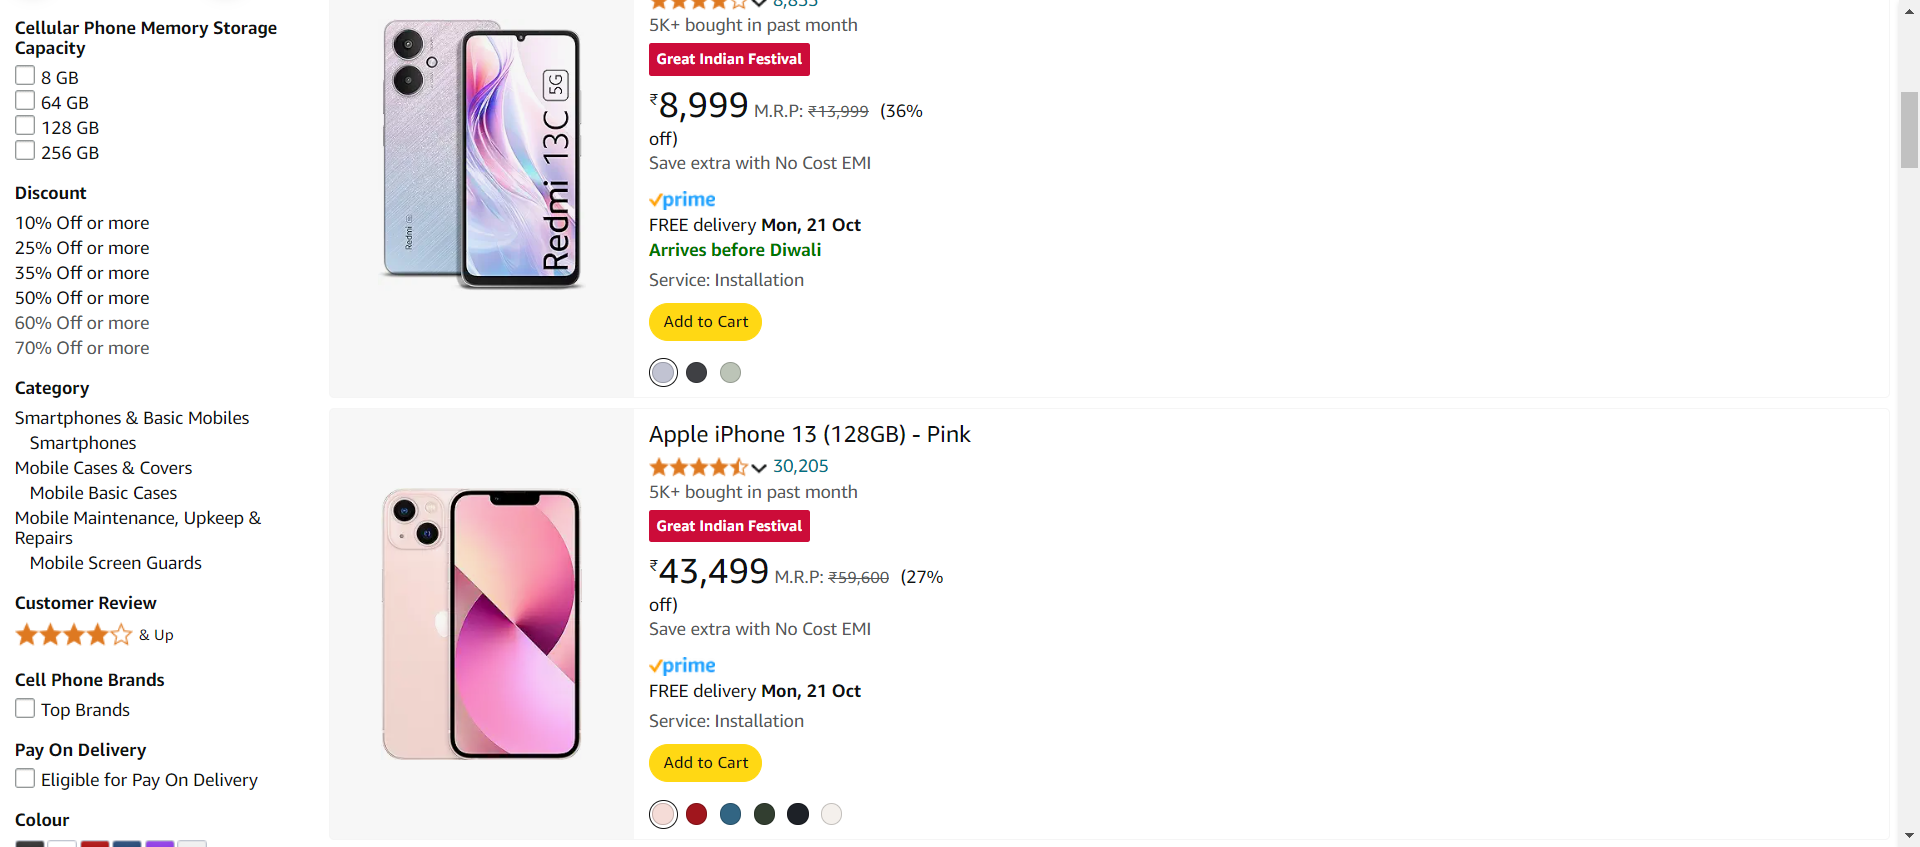 Cellular Phone Memory Storage
Capacity
8 GB
64 GB
128 GB
256 GB
Discount
10% Off or more
25% Off or more
35% Off or more
50% Off or more
60% Off or more
70% Off or more
Category
Smartphones & Basic Mobiles
Smartphones
Mobile Cases & Covers
Mobile Basic Cases
Mobile Maintenance, Upkeep &
Repairs
Mobile Screen Guards
Customer Review
& Up
Cell Phone Brands
Top Brands
Pay On Delivery
Eligible for Pay On Delivery
Colour
Redmi
Redmi 13C 5G
8,835
5K+ bought in past month
Great Indian Festival
₹8,999 M.R.P: ₹13,999 (36%
off)
Save extra with No Cost EMI
prime
FREE delivery Mon, 21 Oct
Arrives before Diwali
Service: Installation
Add to Cart
Apple iPhone 13 (128GB) - Pink
30,205
5K+ bought in past month
Great Indian Festival
₹43,499 M.R.P: ₹59,600 (27%
off)
Save extra with No Cost EMI
prime
FREE delivery Mon, 21 Oct
Service: Installation
Add to Cart